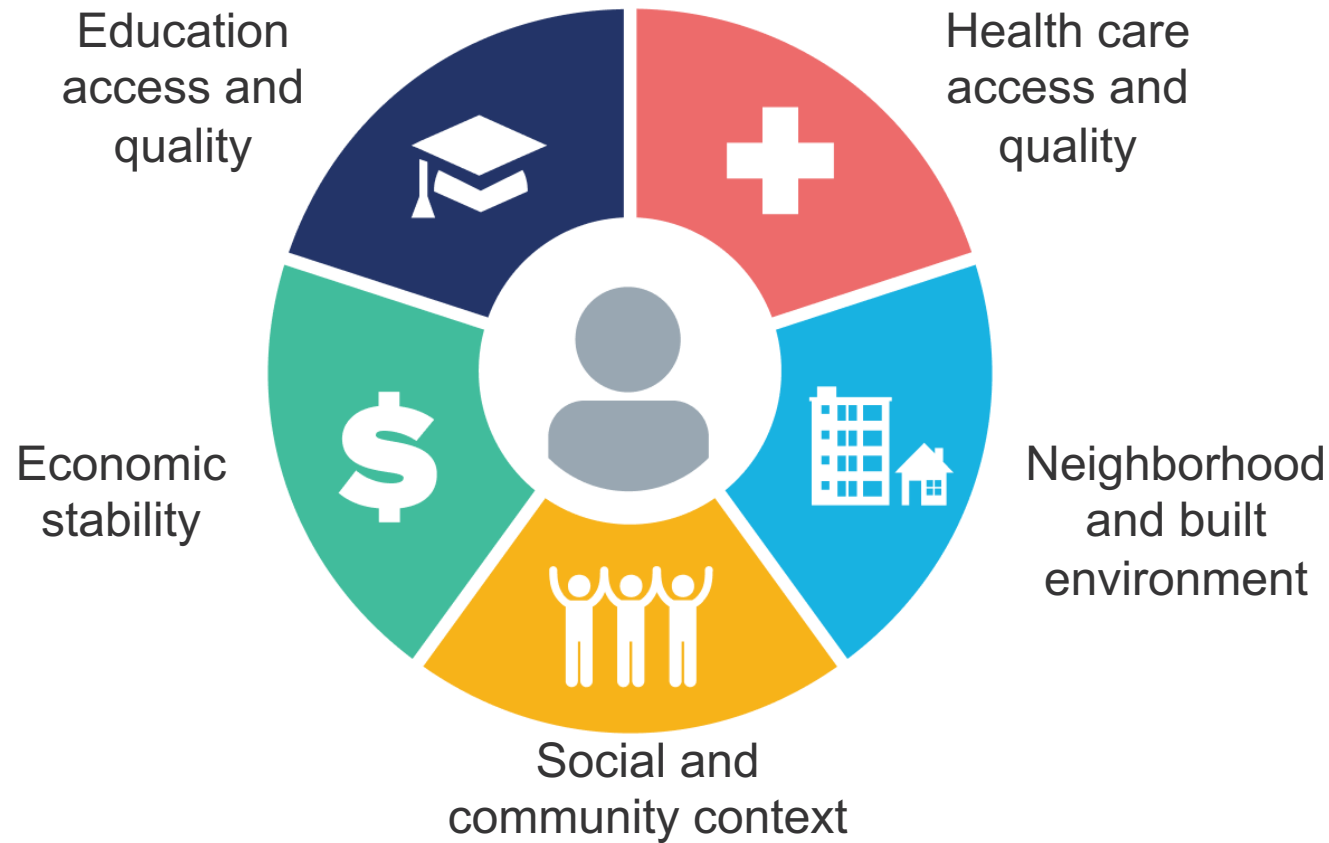 Education
access and
quality
Health care
access and
quality
Economic
stability
Neighborhood
and built
environment
Social and
community context